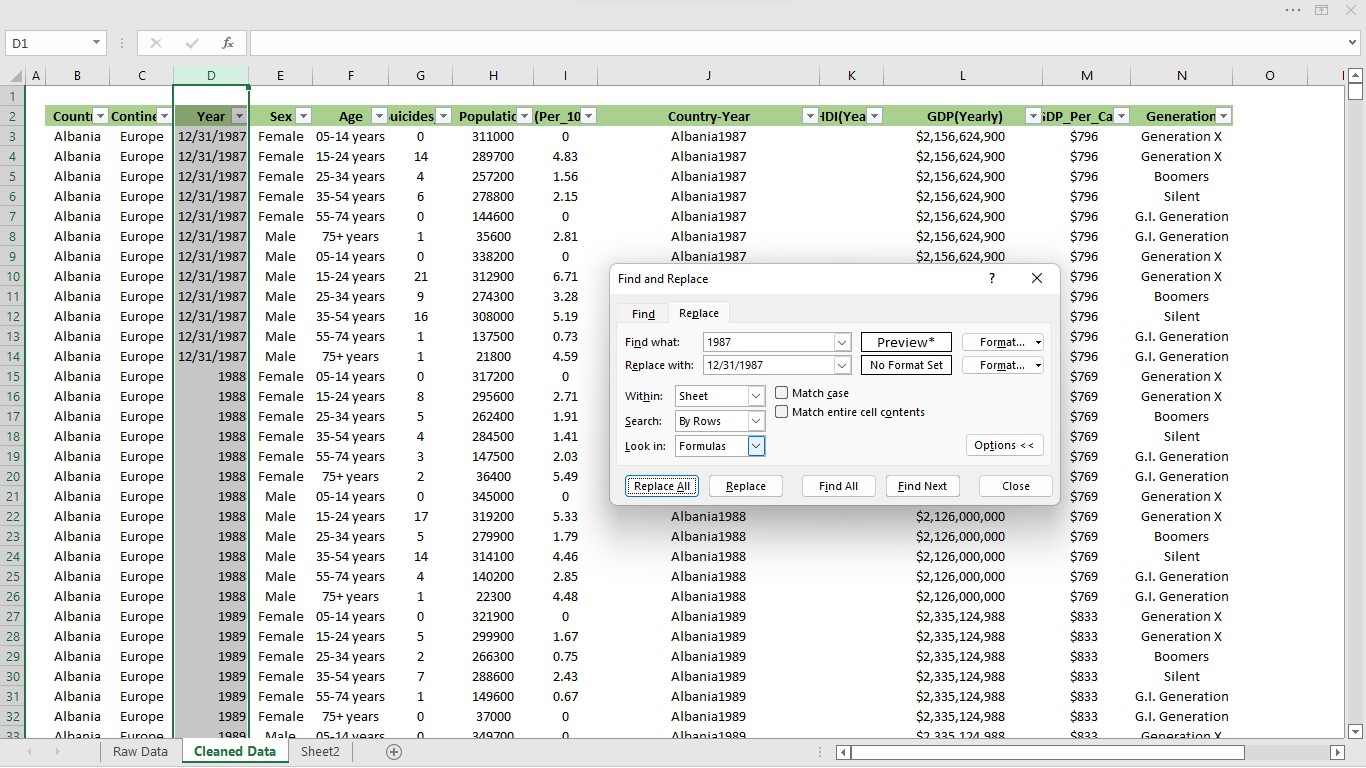 D1
fx
A B C D E F G H I J K L M N O
1
2 Count Contine Year Sex Age uicides_ Populatic (Per_10 Country-Year HDI(Yea GDP(Yearly) GDP_Per_Ca Generation
3 Albania Europe 12/31/1987 Female 05-14 years 0 311000 0 Albania1987 $2,156,624,900 $796 Generation X
4 Albania Europe 12/31/1987 Female 15-24 years 14 289700 4.83 Albania1987 $2,156,624,900 $796 Generation X
5 Albania Europe 12/31/1987 Female 25-34 years 4 257200 1.56 Albania1987 $2,156,624,900 $796 Boomers
6 Albania Europe 12/31/1987 Female 35-54 years 6 278800 2.15 Albania1987 $2,156,624,900 $796 Silent
7 Albania Europe 12/31/1987 Female 55-74 years 0 144600 0 Albania1987 $2,156,624,900 $796 G.I. Generation
8 Albania Europe 12/31/1987 Male 75+ years 1 35600 2.81 Albania1987 $2,156,624,900 $796 G.I. Generation
9 Albania Europe 12/31/1987 Male 05-14 years 0 338200 0 Albania1987 $2,156,624,900 $796 Generation X
10 Albania Europe 12/31/1987 Male 15-24 years 21 312900 6.71 $796 Generation X
11 Albania Europe 12/31/1987 Male 25-34 years 9 274300 3.28 $796 Boomers
12 Albania Europe 12/31/1987 Male 35-54 years 16 308000 5.19 $796 Silent
13 Albania Europe 12/31/1987 Male 55-74 years 1 137500 0.73 $796 G.I. Generation
14 Albania Europe 12/31/1987 Male 75+ years 1 21800 4.59 $796 G.I. Generation
15 Albania Europe 1988 Female 05-14 years 0 317200 0 $769 Generation X
16 Albania Europe 1988 Female 15-24 years 8 295600 2.71 $769 Generation X
17 Albania Europe 1988 Female 25-34 years 5 262400 1.91 $769 Boomers
18 Albania Europe 1988 Female 35-54 years 4 284500 1.41 $769 Silent
19 Albania Europe 1988 Female 55-74 years 3 147500 2.03 $769 G.I. Generation
20 Albania Europe 1988 Female 75+ years 2 36400 5.49 $769 G.I. Generation
21 Albania Europe 1988 Male 05-14 years 0 345000 0 $769 Generation X
22 Albania Europe 1988 Male 15-24 years 17 319200 5.33 Albania1988 $2,126,000,000 $769 Generation X
23 Albania Europe 1988 Male 25-34 years 5 279900 1.79 Albania1988 $2,126,000,000 $769 Boomers
24 Albania Europe 1988 Male 35-54 years 14 314100 4.46 Albania1988 $2,126,000,000 $769 Silent
25 Albania Europe 1988 Male 55-74 years 4 140200 2.85 Albania1988 $2,126,000,000 $769 G.I. Generation
26 Albania Europe 1988 Male 75+ years 1 22300 4.48 Albania1988 $2,126,000,000 $769 G.I. Generation
27 Albania Europe 1989 Female 05-14 years 0 321900 0 Albania1989 $2,335,124,988 $833 Generation X
28 Albania Europe 1989 Female 15-24 years 5 299900 1.67 Albania1989 $2,335,124,988 $833 Generation X
29 Albania Europe 1989 Female 25-34 years 2 266300 0.75 Albania1989 $2,335,124,988 $833 Boomers
30 Albania Europe 1989 Female 35-54 years 7 288600 2.43 Albania1989 $2,335,124,988 $833 Silent
31 Albania Europe 1989 Female 55-74 years 1 149600 0.67 Albania1989 $2,335,124,988 $833 G.I. Generation
32 Albania Europe 1989 Female 75+ years 0 37000 0 Albania1989 $2,335,124,988 $833 G.I. Generation
33 Albania Europe 1989 Male 05-14 years 0 349700 0 Albania1989 $2,335,124,988 $833 Generation X
Find and Replace ?
Find Replace
Find what: 1987 Preview* Format...
Replace with: 12/31/1987 No Format Set Format...
Within: Sheet Match case
Match entire cell contents
Search: By Rows
Look in: Formulas Options <<
Replace All Replace Find All Find Next Close
Raw Data Cleaned Data Sheet2